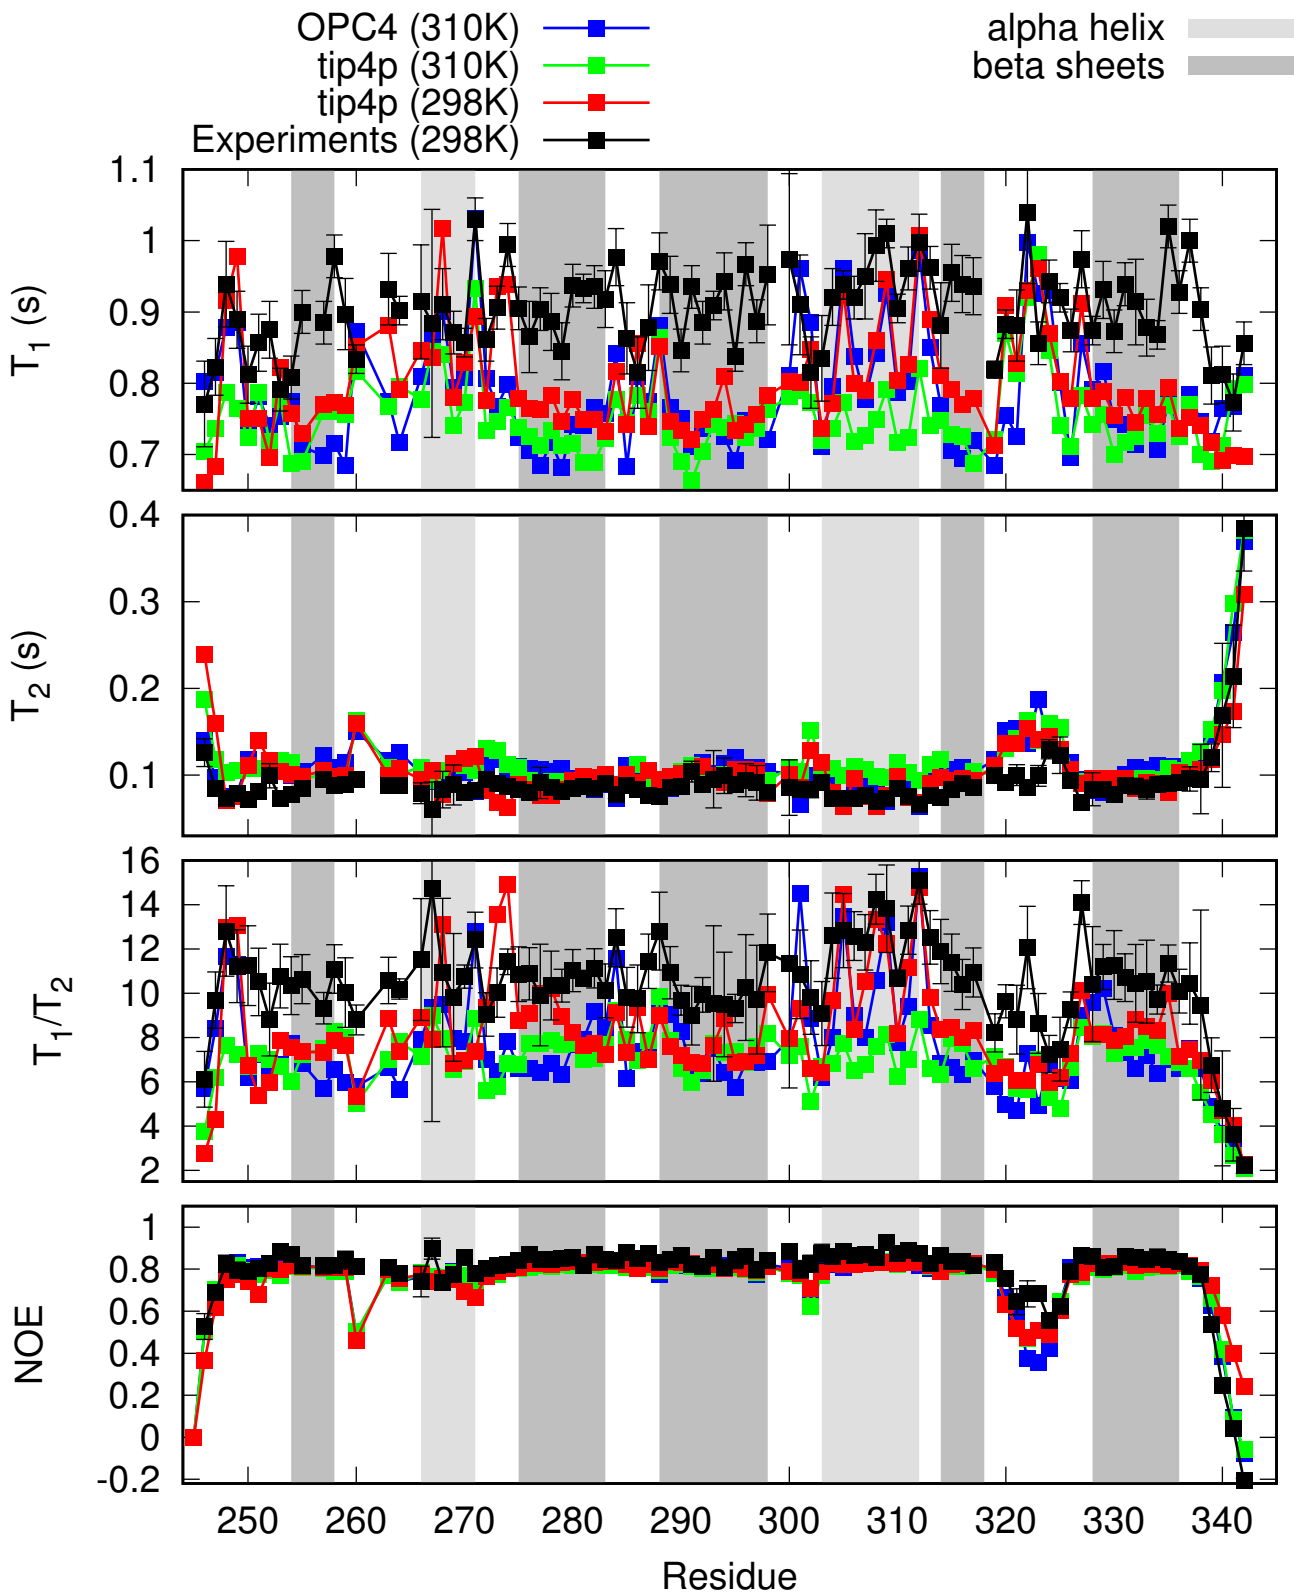 OPC4 (310K)
tip4p (310K)
tip4p (298K)
Experiments (298K)
alpha helix
beta sheets
1.1
1
0.9
0.8
0.7
T₁ (s)
0.4
0.3
0.2
0.1
T₂ (s)
16
14
12
10
8
6
4
2
T₁/T₂
1
0.8
0.6
0.4
0.2
0
-0.2
NOE
250 260 270 280 290 300 310 320 330 340
Residue